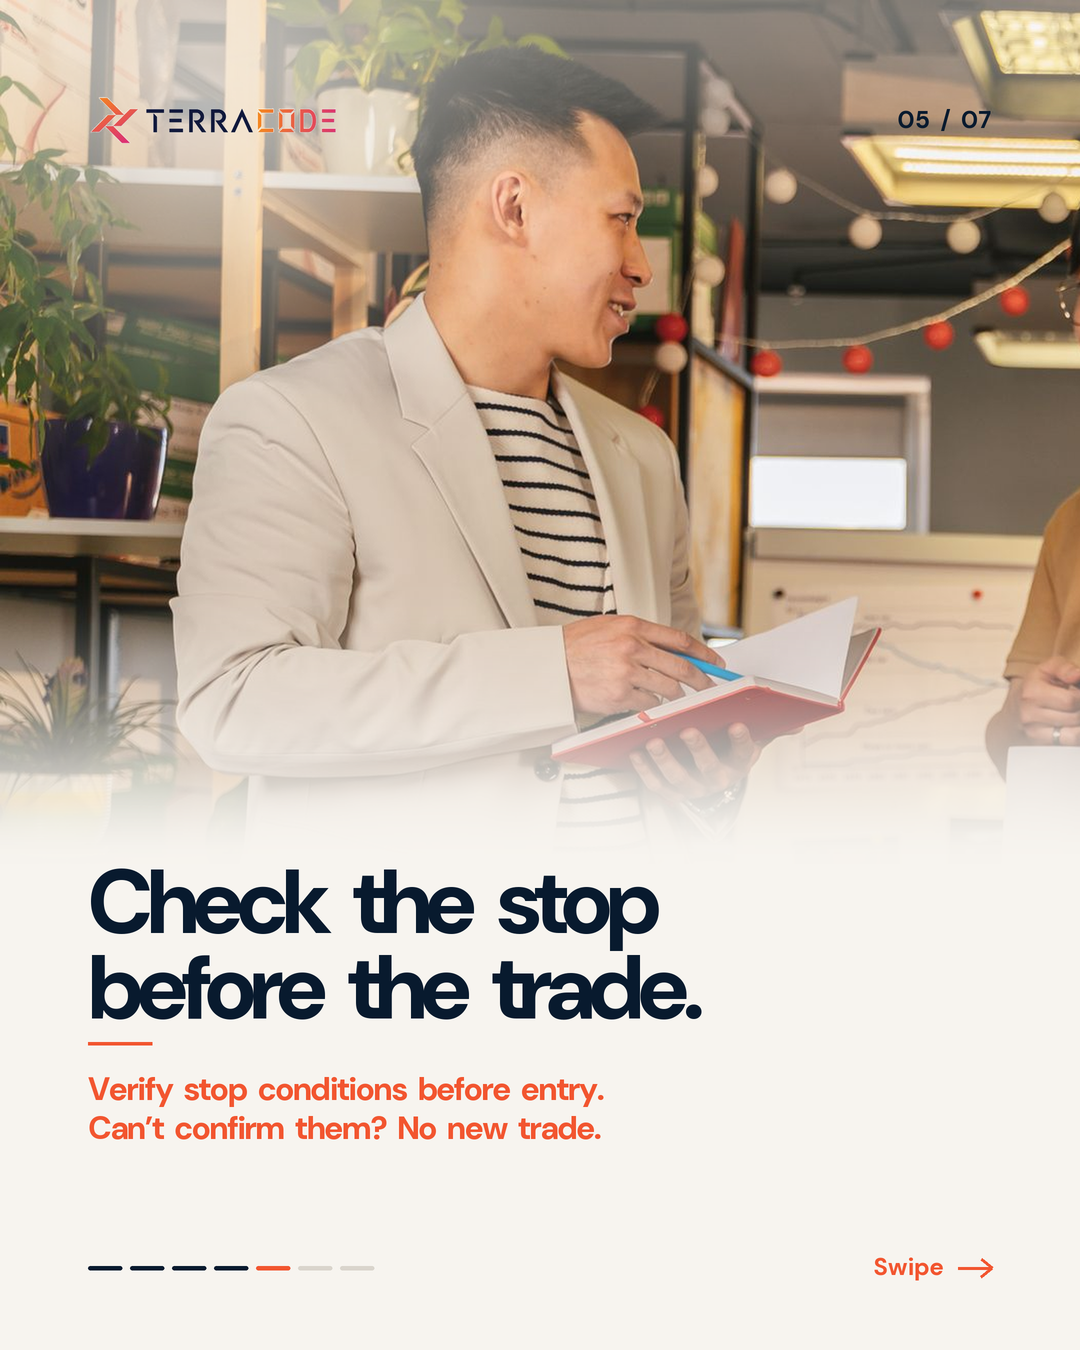 TERRACODE
05 / 07
Check the stop
before the trade.
Verify stop conditions before entry.
Can’t confirm them? No new trade.
Swipe